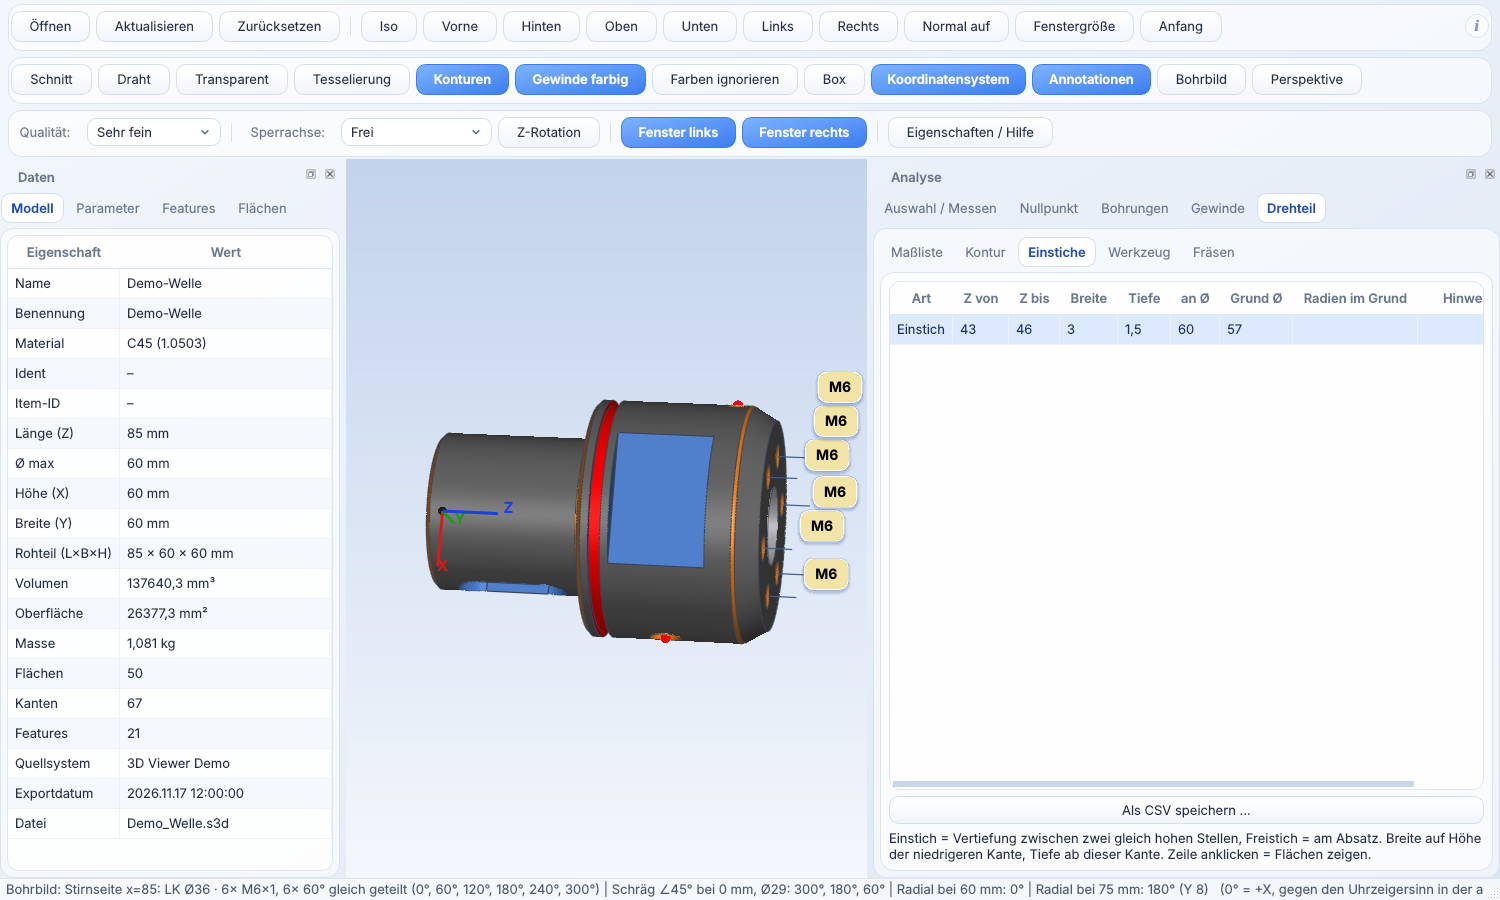 Öffnen Aktualisieren Zurücksetzen Iso Vorne Hinten Oben Unten Links Rechts Normal auf Fenstergröße Anfang i
Schnitt Draht Transparent Tesselierung Konturen Gewinde farbig Farben ignorieren Box Koordinatensystem Annotationen Bohrbild Perspektive
Qualität: Sehr fein Sperrachse: Frei Z-Rotation Fenster links Fenster rechts Eigenschaften / Hilfe
Daten
Modell Parameter Features Flächen
Eigenschaft Wert
Name Demo-Welle
Benennung Demo-Welle
Material C45 (1.0503)
Ident –
Item-ID –
Länge (Z) 85 mm
Ø max 60 mm
Höhe (X) 60 mm
Breite (Y) 60 mm
Rohteil (L×B×H) 85 × 60 × 60 mm
Volumen 137640,3 mm³
Oberfläche 26377,3 mm²
Masse 1,081 kg
Flächen 50
Kanten 67
Features 21
Quellsystem 3D Viewer Demo
Exportdatum 2026.11.17 12:00:00
Datei Demo_Welle.s3d
M6
M6
M6
M6
M6
M6
Z
Y
X
Analyse
Auswahl / Messen Nullpunkt Bohrungen Gewinde Drehteil
Maßliste Kontur Einstiche Werkzeug Fräsen
Art Z von Z bis Breite Tiefe an Ø Grund Ø Radien im Grund Hinwe
Einstich 43 46 3 1,5 60 57
Als CSV speichern ...
Einstich = Vertiefung zwischen zwei gleich hohen Stellen, Freistich = am Absatz. Breite auf Höhe
der niedrigeren Kante, Tiefe ab dieser Kante. Zeile anklicken = Flächen zeigen.
Bohrbild: Stirnseite x=85: LK Ø36 · 6× M6×1, 6× 60° gleich geteilt (0°, 60°, 120°, 180°, 240°, 300°) | Schräg ∠45° bei 0 mm, Ø29: 300°, 180°, 60° | Radial bei 60 mm: 0° | Radial bei 75 mm: 180° (Y 8) (0° = +X, gegen den Uhrzeigersinn in der a